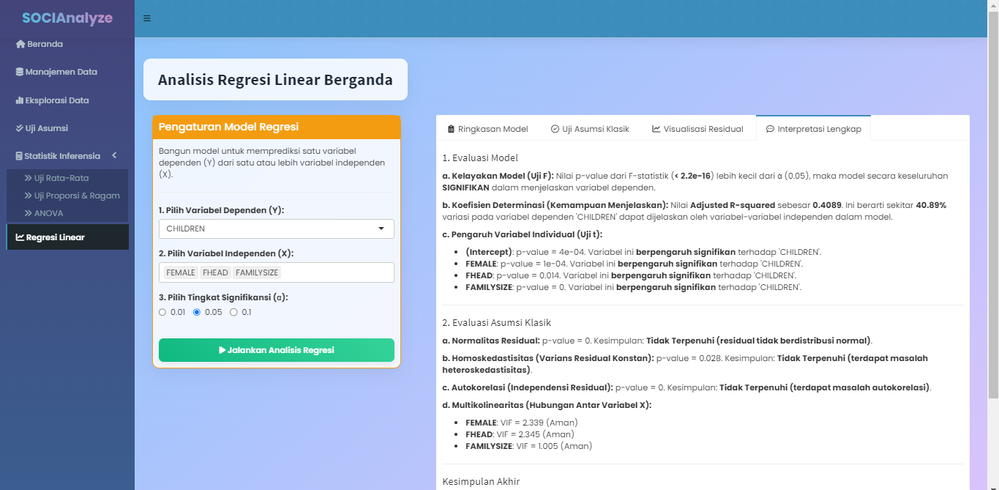 SOCIAnalyze
Beranda
Manajemen Data
Eksplorasi Data
Uji Asumsi
Statistik Inferensia
Uji Rata-Rata
Uji Proporsi & Ragam
ANOVA
Regresi Linear
Analisis Regresi Linear Berganda
Pengaturan Model Regresi
Bangun model untuk memprediksi satu variabel
dependen (Y) dari satu atau lebih variabel independen
(X).
1. Pilih Variabel Dependen (Y):
CHILDREN
2. Pilih Variabel Independen (X):
FEMALE FHEAD FAMILYSIZE
3. Pilih Tingkat Signifikansi (α):
0.01 0.05 0.1
Jalankan Analisis Regresi
Ringkasan Model Uji Asumsi Klasik Visualisasi Residual Interpretasi Lengkap
1. Evaluasi Model
a. Kelayakan Model (Uji F): Nilai p-value dari F-statistik (< 2.2e-16) lebih kecil dari α (0.05), maka model secara keseluruhan
SIGNIFIKAN dalam menjelaskan variabel dependen.
b. Koefisien Determinasi (Kemampuan Menjelaskan): Nilai Adjusted R-squared sebesar 0.4089. Ini berarti sekitar 40.89%
variasi pada variabel dependen 'CHILDREN' dapat dijelaskan oleh variabel-variabel independen dalam model.
c. Pengaruh Variabel Individual (Uji t):
(Intercept): p-value = 4e-04. Variabel ini berpengaruh signifikan terhadap 'CHILDREN'.
FEMALE: p-value = 1e-04. Variabel ini berpengaruh signifikan terhadap 'CHILDREN'.
FHEAD: p-value = 0.014. Variabel ini berpengaruh signifikan terhadap 'CHILDREN'.
FAMILYSIZE: p-value = 0. Variabel ini berpengaruh signifikan terhadap 'CHILDREN'.
2. Evaluasi Asumsi Klasik
a. Normalitas Residual: p-value = 0. Kesimpulan: Tidak Terpenuhi (residual tidak berdistribusi normal).
b. Homoskedastisitas (Varians Residual Konstan): p-value = 0.028. Kesimpulan: Tidak Terpenuhi (terdapat masalah
heteroskedastisitas).
c. Autokorelasi (Independensi Residual): p-value = 0. Kesimpulan: Tidak Terpenuhi (terdapat masalah autokorelasi).
d. Multikolinearitas (Hubungan Antar Variabel X):
FEMALE: VIF = 2.339 (Aman)
FHEAD: VIF = 2.345 (Aman)
FAMILYSIZE: VIF = 1.005 (Aman)
Kesimpulan Akhir